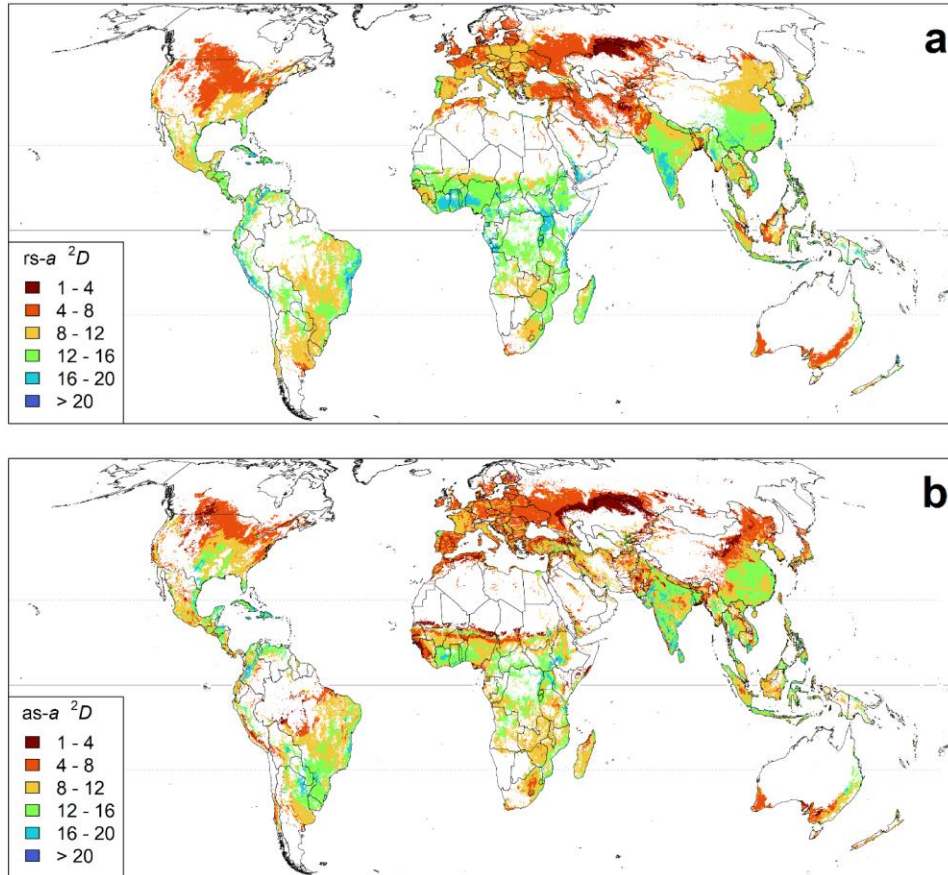 a
rs-a ²D
1 - 4
4 - 8
8 - 12
12 - 16
16 - 20
> 20
b
as-a ²D
1 - 4
4 - 8
8 - 12
12 - 16
16 - 20
> 20